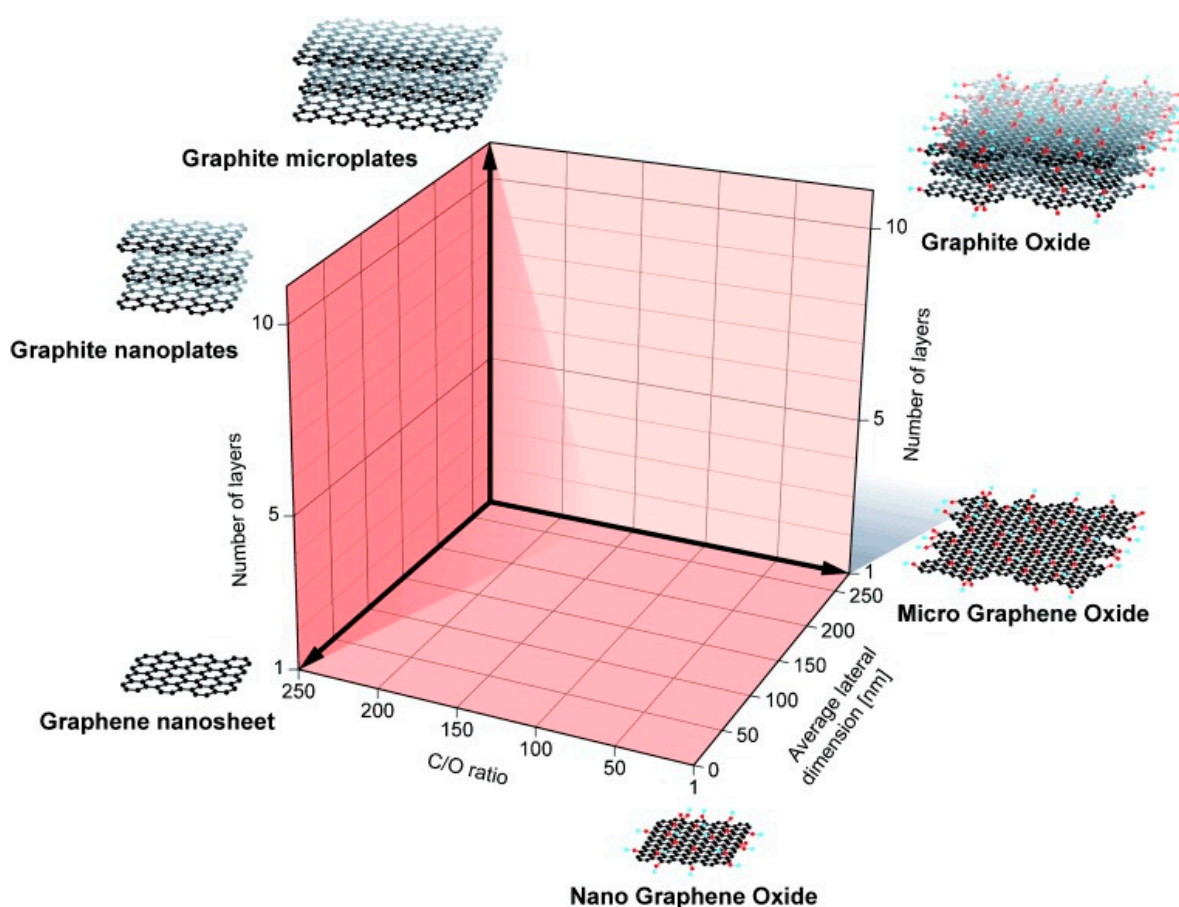 Graphite microplates
Graphite Oxide
Graphite nanoplates
10
5
1
Number of layers
10
5
1
Number of layers
Micro Graphene Oxide
Graphene nanosheet
250
200
150
100
50
1
C/O ratio
250
200
150
100
50
0
Average lateral
dimension [nm]
Nano Graphene Oxide